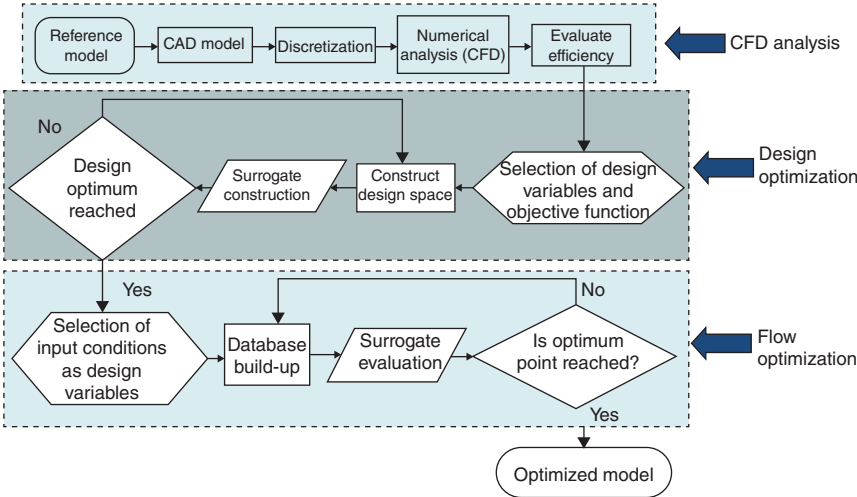 Reference
model
CAD model
Discretization
Numerical
analysis (CFD)
Evaluate
efficiency
CFD analysis
No
Design
optimum
reached
Surrogate
construction
Construct
design space
Selection of design
variables and
objective function
Design
optimization
Yes
Selection of
input conditions
as design
variables
Database
build-up
Surrogate
evaluation
No
Is optimum
point reached?
Flow
optimization
Yes
Optimized model